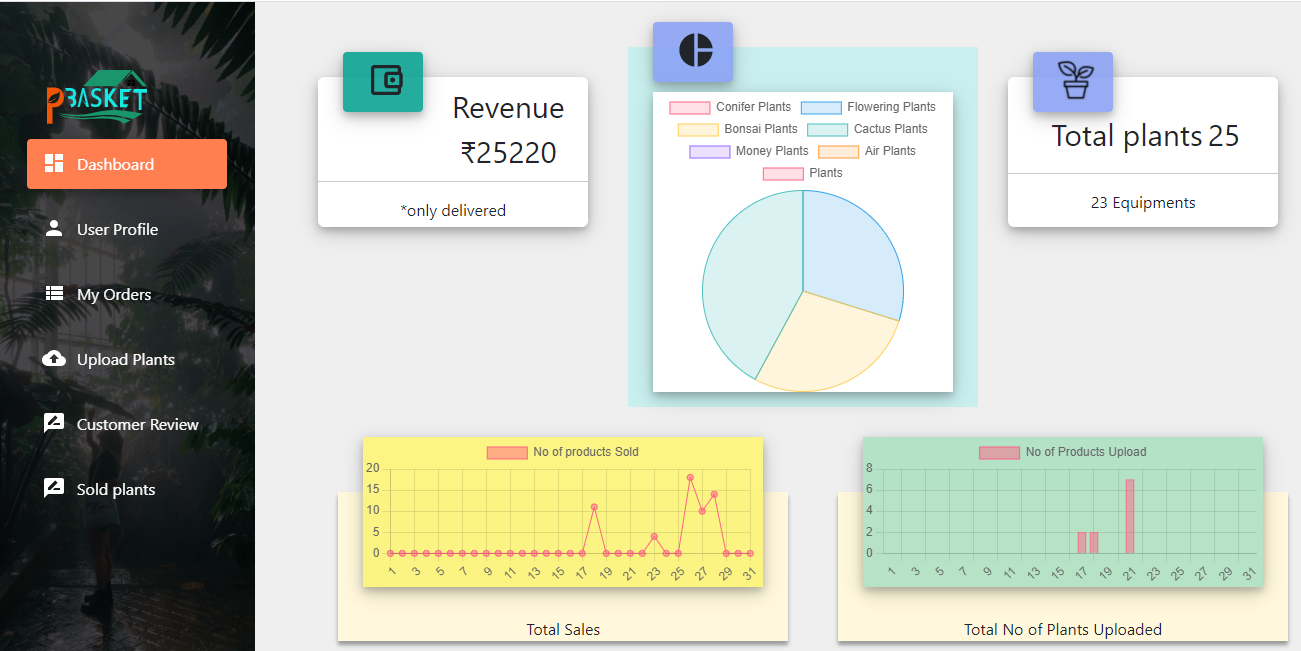 PBASKET
Dashboard
User Profile
My Orders
Upload Plants
Customer Review
Sold plants
Revenue
₹25220
*only delivered
Conifer Plants Flowering Plants
Bonsai Plants Cactus Plants
Money Plants Air Plants
Plants
Total plants 25
23 Equipments
No of products Sold
20
15
10
5
0
1 3 5 7 9 11 13 15 17 19 21 23 25 27 29 31
Total Sales
No of Products Upload
8
6
4
2
0
1 3 5 7 9 11 13 15 17 19 21 23 25 27 29 31
Total No of Plants Uploaded